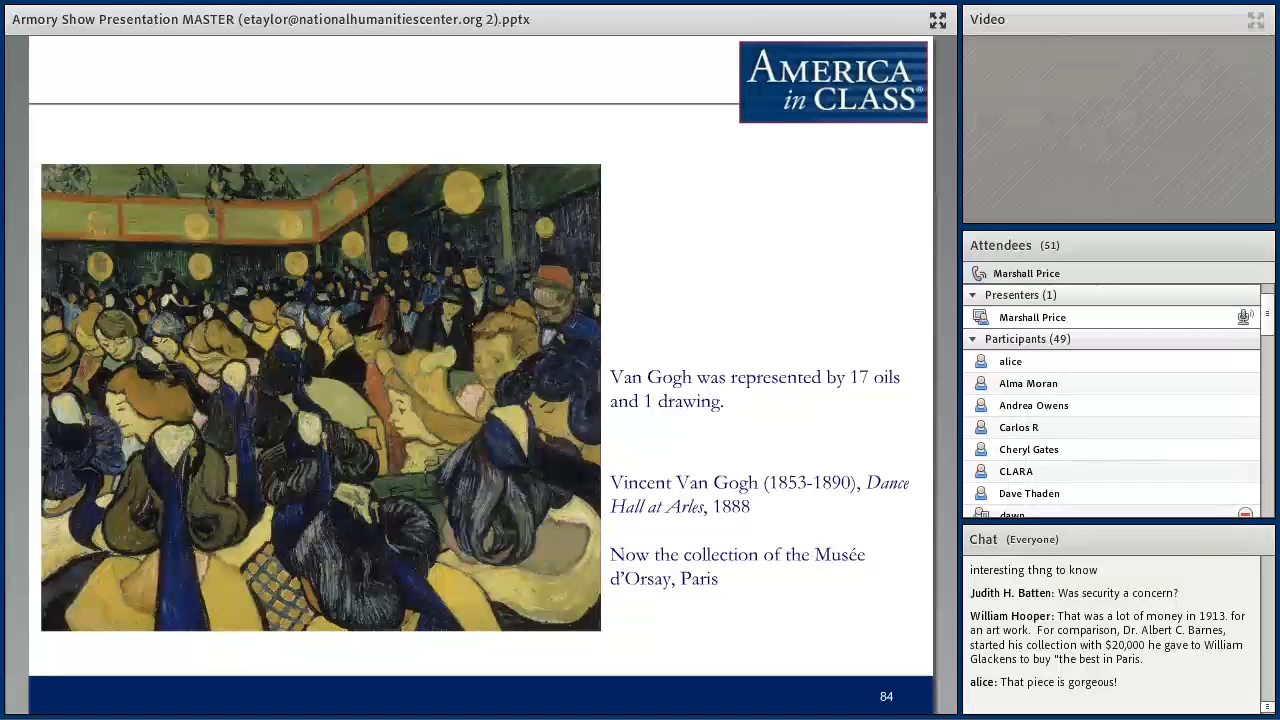 Armory Show Presentation MASTER (etaylor@nationalhumanitiescenter.org 2).pptx
AMERICA
in CLASS®
Van Gogh was represented by 17 oils
and 1 drawing.
Vincent Van Gogh (1853-1890), Dance
Hall at Arles, 1888
Now the collection of the Musée
d'Orsay, Paris
84
Video
Attendees (51)
Marshall Price
Presenters (1)
Marshall Price
Participants (49)
alice
Alma Moran
Andrea Owens
Carlos R
Cheryl Gates
CLARA
Dave Thaden
dawn
Chat (Everyone)
interesting thng to know
Judith H. Batten: Was security a concern?
William Hooper: That was a lot of money in 1913. for
an art work. For comparison, Dr. Albert C. Barnes,
started his collection with $20,000 he gave to William
Glackens to buy "the best in Paris.
alice: That piece is gorgeous!